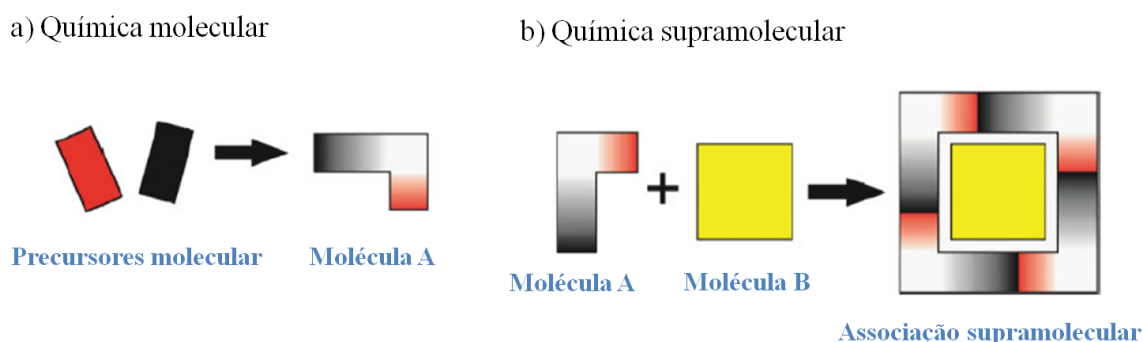 a) Química molecular
b) Química supramolecular
Precursores molecular
Molécula A
+
Molécula A
Molécula B
Associação supramolecular